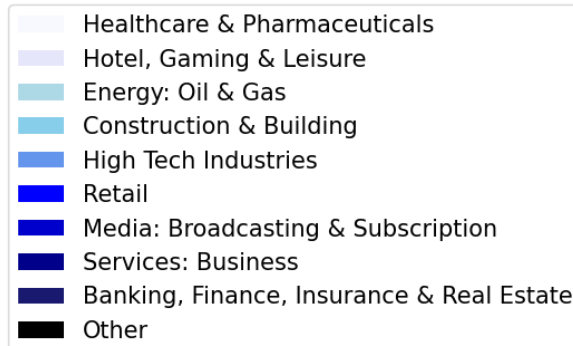 Healthcare & Pharmaceuticals
Hotel, Gaming & Leisure
Energy: Oil & Gas
Construction & Building
High Tech Industries
Retail
Media: Broadcasting & Subscription
Services: Business
Banking, Finance, Insurance & Real Estate
Other